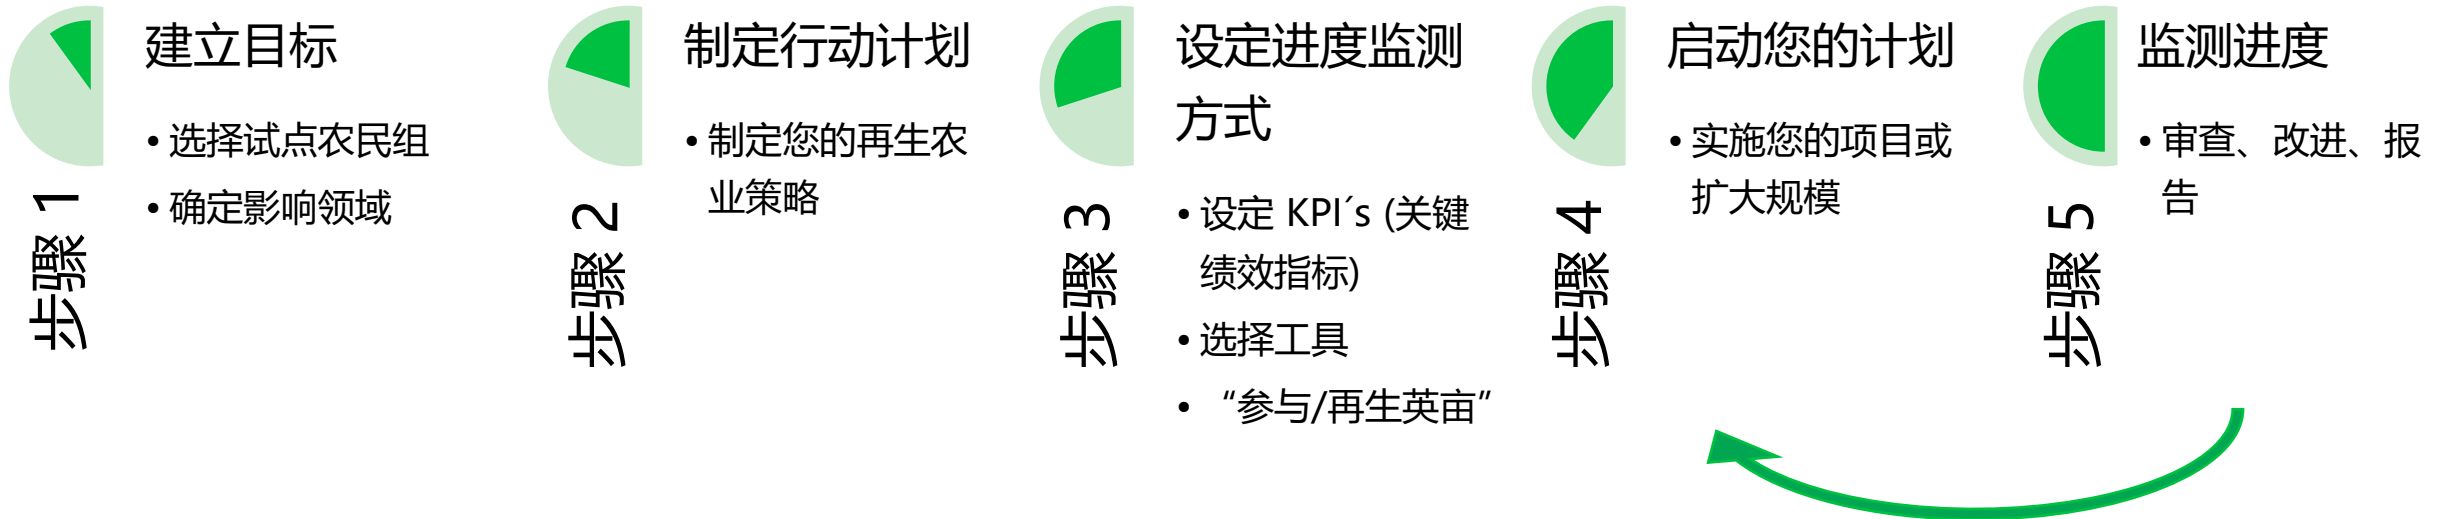 步骤 1
建立目标
• 选择试点农民组
• 确定影响领域
步骤 2
制定行动计划
• 制定您的再生农
业策略
步骤 3
设定进度监测
方式
• 设定 KPI´s (关键
绩效指标)
• 选择工具
• “参与/再生英亩”
步骤 4
启动您的计划
• 实施您的项目或
扩大规模
步骤 5
监测进度
• 审查、改进、报
告